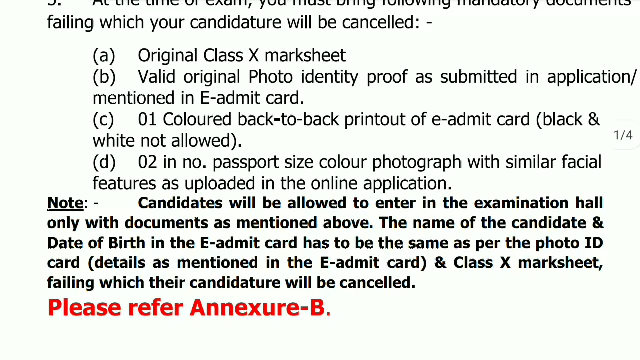 failing which your candidature will be cancelled: -
(a) Original Class X marksheet
(b) Valid original Photo identity proof as submitted in application/
mentioned in E-admit card.
(c) 01 Coloured back-to-back printout of e-admit card (black &
white not allowed).
1/4
(d) 02 in no. passport size colour photograph with similar facial
features as uploaded in the online application.
Note: - Candidates will be allowed to enter in the examination hall
only with documents as mentioned above. The name of the candidate &
Date of Birth in the E-admit card has to be the same as per the photo ID
card (details as mentioned in the E-admit card) & Class X marksheet,
failing which their candidature will be cancelled.
Please refer Annexure-B.